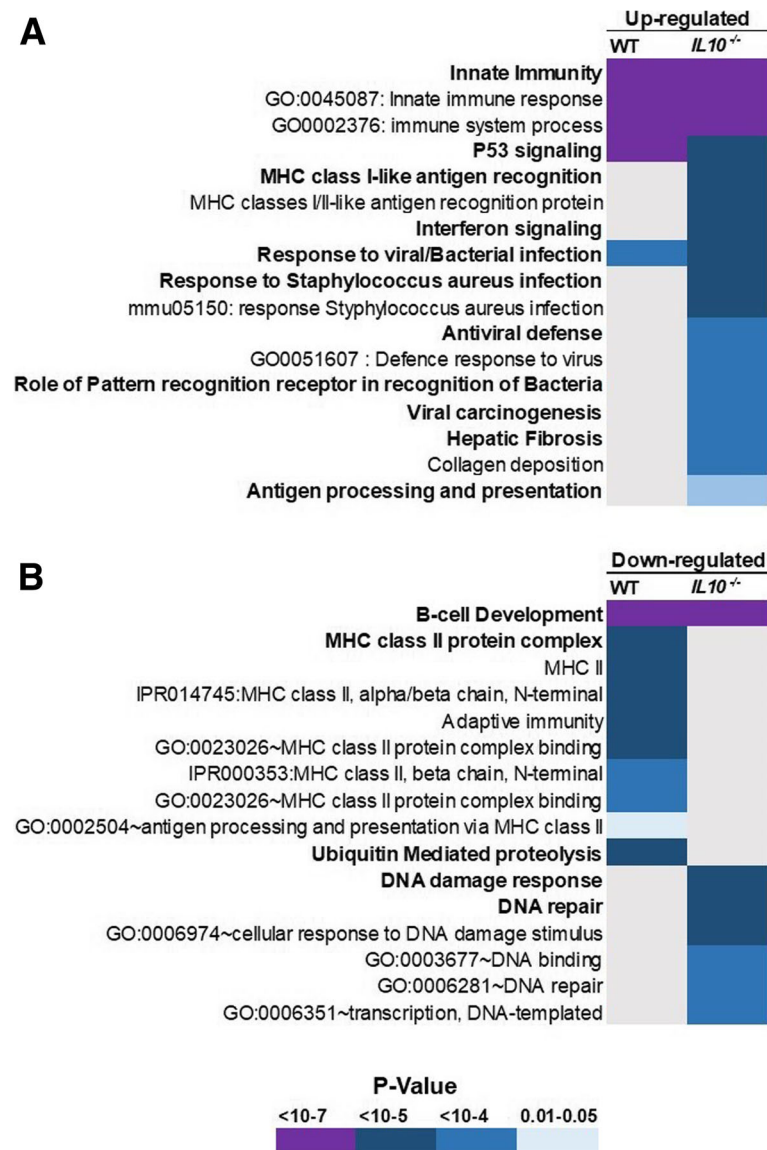 A
Up-regulated
WT IL10-/-
Innate Immunity
GO:0045087: Innate immune response
GO0002376: immune system process
P53 signaling
MHC class I-like antigen recognition
MHC classes I/II-like antigen recognition protein
Interferon signaling
Response to viral/Bacterial infection
Response to Staphylococcus aureus infection
mmu05150: response Styphylococcus aureus infection
Antiviral defense
GO0051607 : Defence response to virus
Role of Pattern recognition receptor in recognition of Bacteria
Viral carcinogenesis
Hepatic Fibrosis
Collagen deposition
Antigen processing and presentation
B
Down-regulated
WT IL10-/-
B-cell Development
MHC class II protein complex
MHC II
IPR014745:MHC class II, alpha/beta chain, N-terminal
Adaptive immunity
GO:0023026~MHC class II protein complex binding
IPR000353:MHC class II, beta chain, N-terminal
GO:0023026~MHC class II protein complex binding
GO:0002504~antigen processing and presentation via MHC class II
Ubiquitin Mediated proteolysis
DNA damage response
DNA repair
GO:0006974~cellular response to DNA damage stimulus
GO:0003677~DNA binding
GO:0006281~DNA repair
GO:0006351~transcription, DNA-templated
P-Value
<10-7 <10-5 <10-4 0.01-0.05